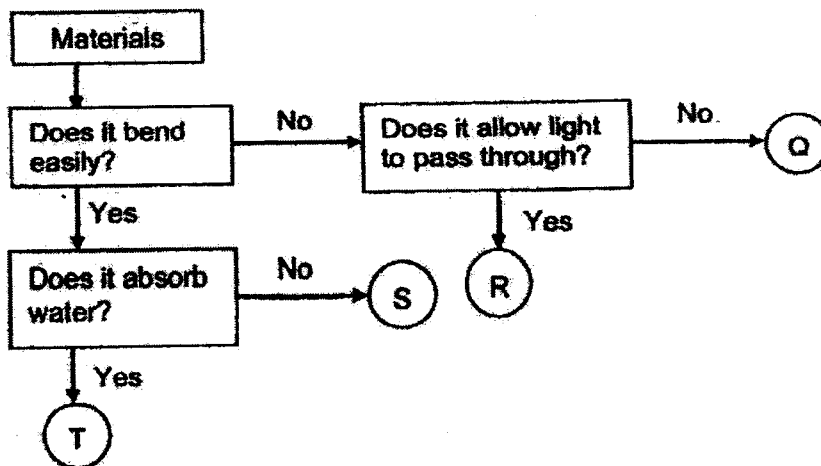 Materials
Does it bend
easily?
No
Does it allow light
to pass through?
No.
Q
Yes
Yes
Does it absorb
water?
No
S
R
Yes
T